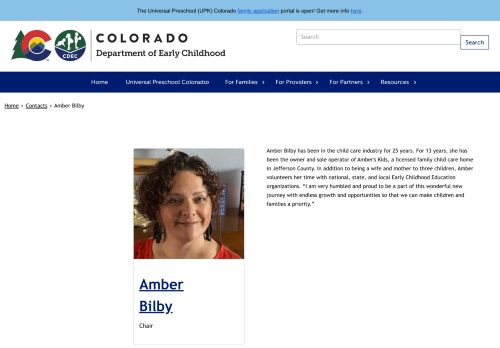 The Universal Preschool (UPK) Colorado family application portal is open! Get more info here.
COLORADO
Department of Early Childhood
CDEC
Search
Search
Home
Universal Preschool Colorado
For Families
For Providers
For Partners
Resources
Home › Contacts › Amber Bilby
Amber Bilby has been in the child care industry for 25 years. For 13 years, she has
been the owner and sole operator of Amber's Kids, a licensed family child care home
in Jefferson County. In addition to being a wife and mother to three children, Amber
volunteers her time with national, state, and local Early Childhood Education
organizations. “I am very humbled and proud to be a part of this wonderful new
journey with endless growth and opportunities so that we can make children and
families a priority.”
Amber
Bilby
Chair